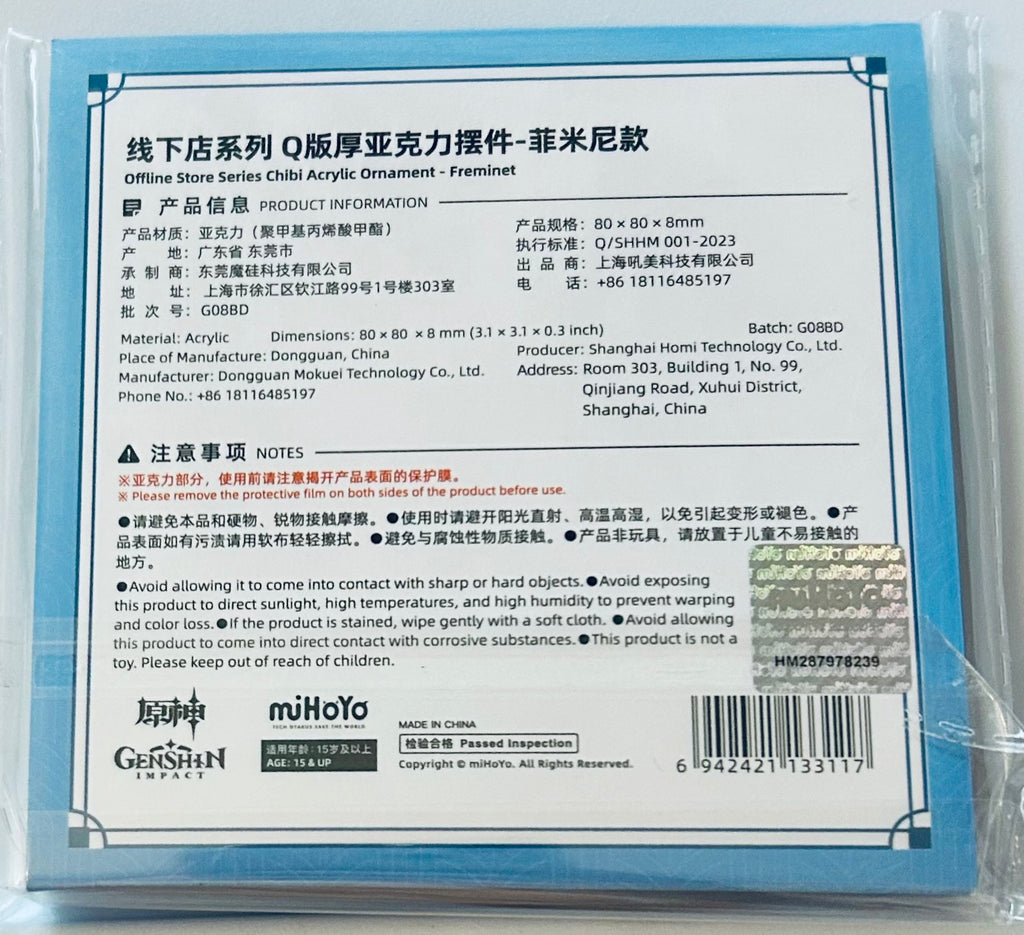 线下店系列 Q版厚亚克力摆件-菲米尼款
Offline Store Series Chibi Acrylic Ornament - Freminet
产品信息 PRODUCT INFORMATION
产品材质: 亚克力（聚甲基丙烯酸甲酯）
产 地: 广东省 东莞市
承 制 商: 东莞魔硅科技有限公司
地 址: 上海市徐汇区钦江路99号1号楼303室
批 次 号: G08BD
产品规格: 80 × 80 × 8mm
执行标准: Q/SHHM 001-2023
出 品 商: 上海吼美科技有限公司
电 话: +86 18116485197
Material: Acrylic Dimensions: 80 × 80 × 8 mm (3.1 × 3.1 × 0.3 inch) Batch: G08BD
Place of Manufacture: Dongguan, China
Manufacturer: Dongguan Mokuei Technology Co., Ltd.
Phone No.: +86 18116485197
Producer: Shanghai Homi Technology Co., Ltd.
Address: Room 303, Building 1, No. 99,
Qinjiang Road, Xuhui District,
Shanghai, China
注意事项 NOTES
※亚克力部分，使用前请注意揭开产品表面的保护膜。
※ Please remove the protective film on both sides of the product before use.
●请避免本品和硬物、锐物接触摩擦。●使用时请避开阳光直射、高温高湿，以免引起变形或褪色。●产
品表面如有污渍请用软布轻轻擦拭。●避免与腐蚀性物质接触。●产品非玩具，请放置于儿童不易接触的
地方。
●Avoid allowing it to come into contact with sharp or hard objects.●Avoid exposing
this product to direct sunlight, high temperatures, and high humidity to prevent warping
and color loss.●If the product is stained, wipe gently with a soft cloth. ●Avoid allowing
this product to come into direct contact with corrosive substances.●This product is not a
toy. Please keep out of reach of children.
miHoYo
HM287978239
原神
GENSHIN
IMPACT
miHoYo
TECH OTAKUS SAVE THE WORLD
适用年龄：15岁及以上
AGE: 15 & UP
MADE IN CHINA
检验合格 Passed Inspection
Copyright © miHoYo. All Rights Reserved.
6 942421 133117